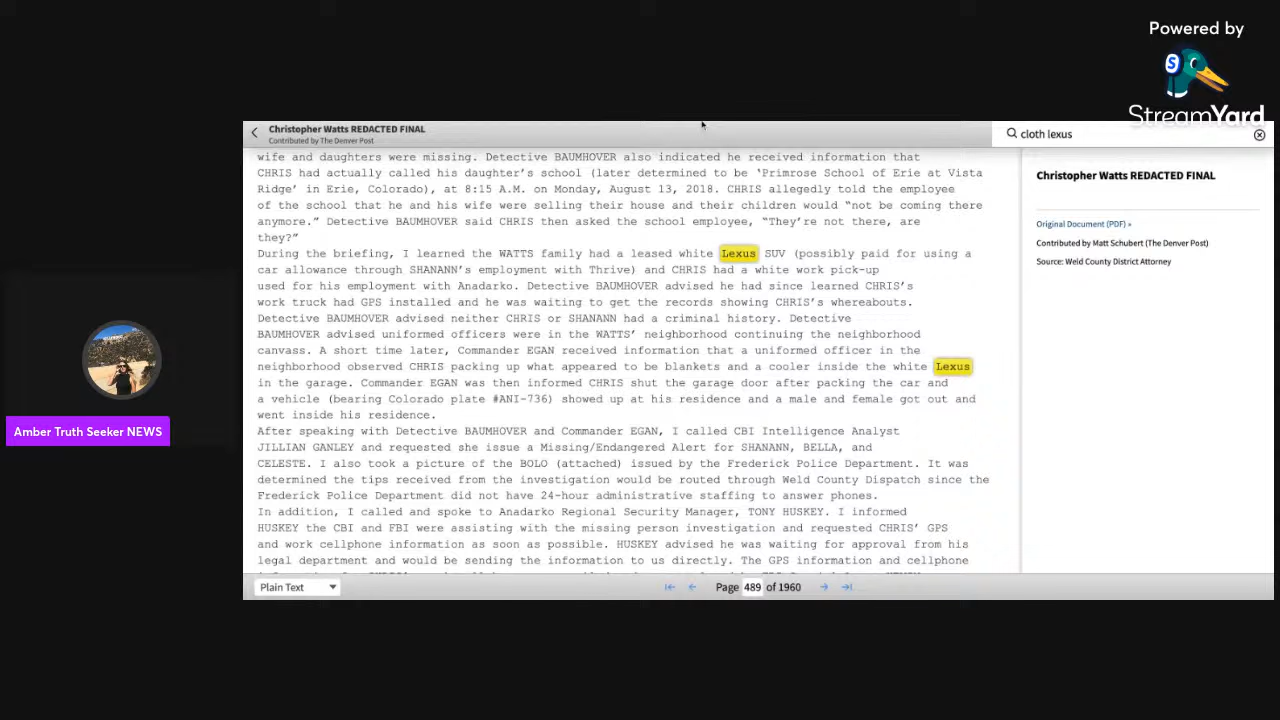 Powered by
StreamYard
Christopher Watts REDACTED FINAL
Contributed by The Denver Post
cloth lexus
wife and daughters were missing. Detective BAUMHOVER also indicated he received information that
CHRIS had actually called his daughter’s school (later determined to be ‘Primrose School of Erie at Vista
Ridge’ in Erie, Colorado), at 8:15 A.M. on Monday, August 13, 2018. CHRIS allegedly told the employee
of the school that he and his wife were selling their house and their children would “not be coming there
anymore.” Detective BAUMHOVER said CHRIS then asked the school employee, “They’re not there, are
they?”
During the briefing, I learned the WATTS family had a leased white Lexus SUV (possibly paid for using a
car allowance through SHANANN’s employment with Thrive) and CHRIS had a white work pick-up
used for his employment with Anadarko. Detective BAUMHOVER advised he had since learned CHRIS’s
work truck had GPS installed and he was waiting to get the records showing CHRIS’s whereabouts.
Detective BAUMHOVER advised neither CHRIS or SHANANN had a criminal history. Detective
BAUMHOVER advised uniformed officers were in the WATTS’ neighborhood continuing the neighborhood
canvass. A short time later, Commander EGAN received information that a uniformed officer in the
neighborhood observed CHRIS packing up what appeared to be blankets and a cooler inside the white Lexus
in the garage. Commander EGAN was then informed CHRIS shut the garage door after packing the car and
a vehicle (bearing Colorado plate #ANI-736) showed up at his residence and a male and female got out and
went inside his residence.
After speaking with Detective BAUMHOVER and Commander EGAN, I called CBI Intelligence Analyst
JILLIAN GANLEY and requested she issue a Missing/Endangered Alert for SHANANN, BELLA, and
CELESTE. I also took a picture of the BOLO (attached) issued by the Frederick Police Department. It was
determined the tips received from the investigation would be routed through Weld County Dispatch since the
Frederick Police Department did not have 24-hour administrative staffing to answer phones.
In addition, I called and spoke to Anadarko Regional Security Manager, TONY HUSKEY. I informed
HUSKEY the CBI and FBI were assisting with the missing person investigation and requested CHRIS’ GPS
and work cellphone information as soon as possible. HUSKEY advised he was waiting for approval from his
legal department and would be sending the information to us directly. The GPS information and cellphone
Christopher Watts REDACTED FINAL
Original Document (PDF) »
Contributed by Matt Schubert (The Denver Post)
Source: Weld County District Attorney
Amber Truth Seeker NEWS
Plain Text
Page 489 of 1960